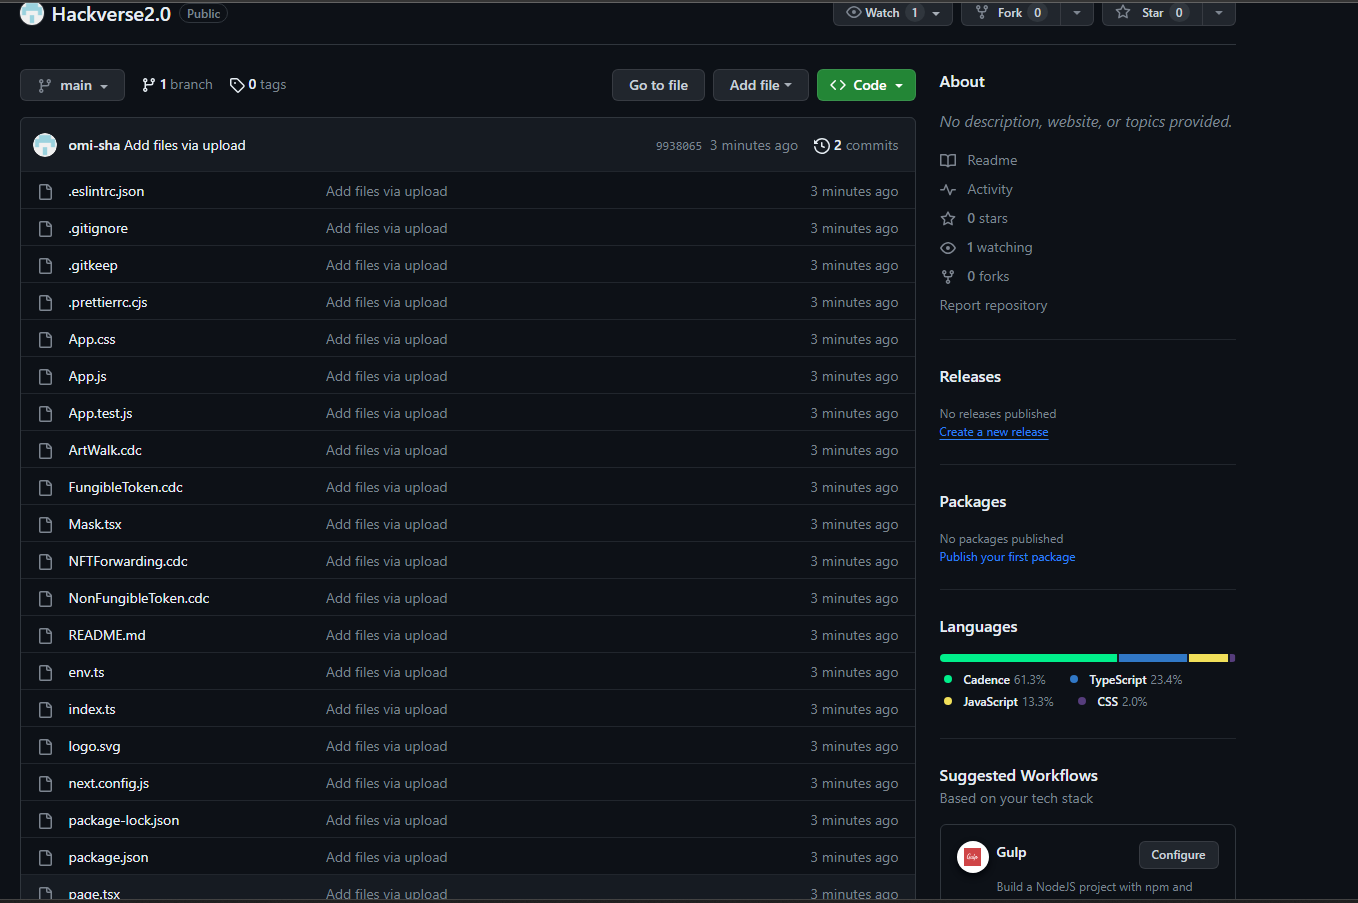 Hackverse2.0 Public
Watch 1 Fork 0 Star 0
main 1 branch 0 tags Go to file Add file Code
omi-sha Add files via upload 9938065 3 minutes ago 2 commits
.eslintrc.json Add files via upload 3 minutes ago
.gitignore Add files via upload 3 minutes ago
.gitkeep Add files via upload 3 minutes ago
.prettierrc.cjs Add files via upload 3 minutes ago
App.css Add files via upload 3 minutes ago
App.js Add files via upload 3 minutes ago
App.test.js Add files via upload 3 minutes ago
ArtWalk.cdc Add files via upload 3 minutes ago
FungibleToken.cdc Add files via upload 3 minutes ago
Mask.tsx Add files via upload 3 minutes ago
NFTForwarding.cdc Add files via upload 3 minutes ago
NonFungibleToken.cdc Add files via upload 3 minutes ago
README.md Add files via upload 3 minutes ago
env.ts Add files via upload 3 minutes ago
index.ts Add files via upload 3 minutes ago
logo.svg Add files via upload 3 minutes ago
next.config.js Add files via upload 3 minutes ago
package-lock.json Add files via upload 3 minutes ago
package.json Add files via upload 3 minutes ago
page.tsx Add files via upload 3 minutes ago
About
No description, website, or topics provided.
Readme
Activity
0 stars
1 watching
0 forks
Report repository
Releases
No releases published
Create a new release
Packages
No packages published
Publish your first package
Languages
Cadence 61.3% TypeScript 23.4%
JavaScript 13.3% CSS 2.0%
Suggested Workflows
Based on your tech stack
Gulp
Gulp Configure
Build a NodeJS project with npm and